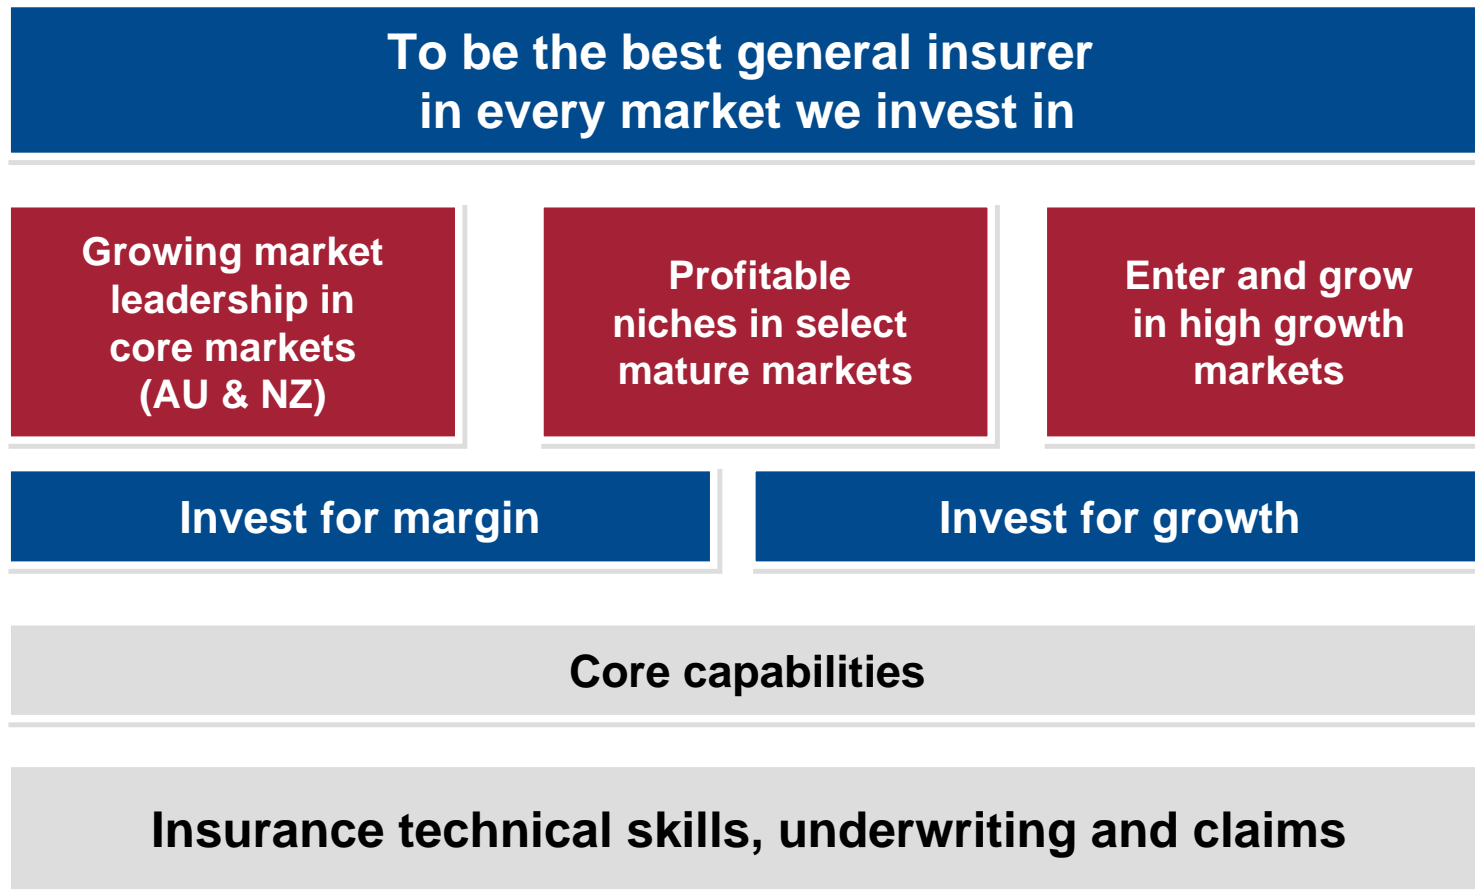 To be the best general insurer
in every market we invest in
Growing market
leadership in
core markets
(AU & NZ)
Profitable
niches in select
mature markets
Enter and grow
in high growth
markets
Invest for margin
Invest for growth
Core capabilities
Insurance technical skills, underwriting and claims